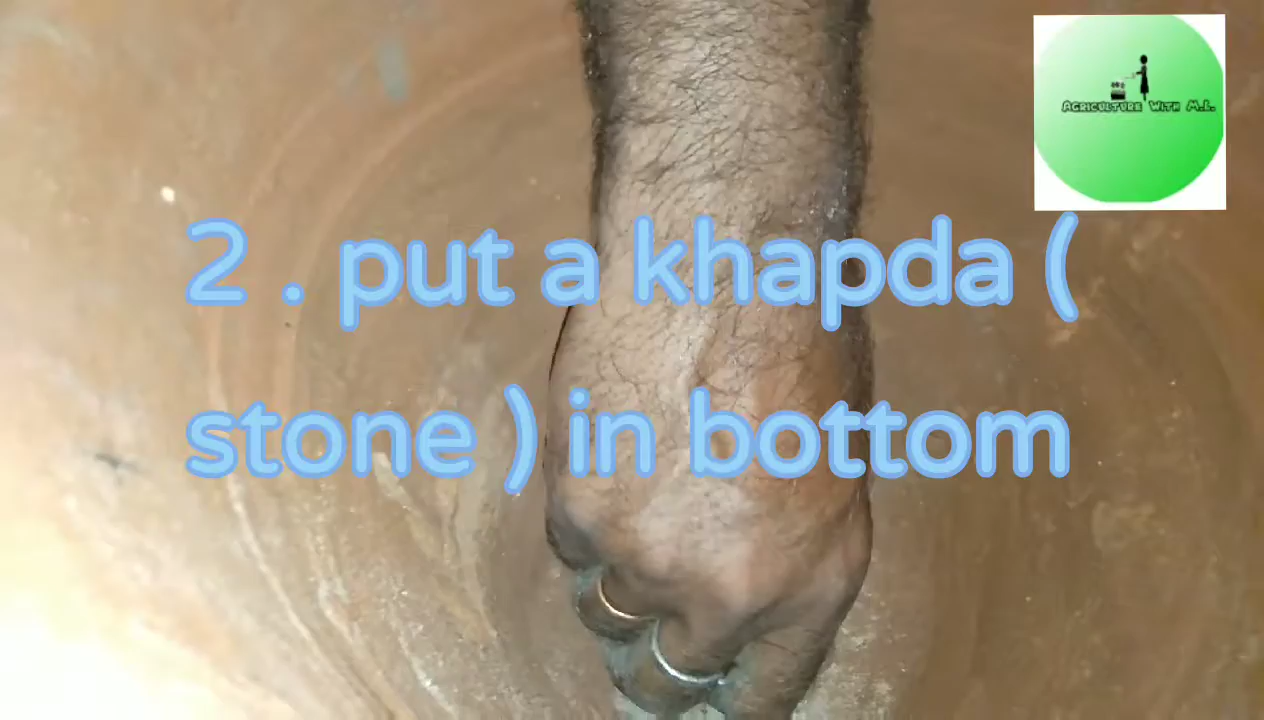 AGRICULTURE WITH M.L.
2 . put a khapda (
stone ) in bottom